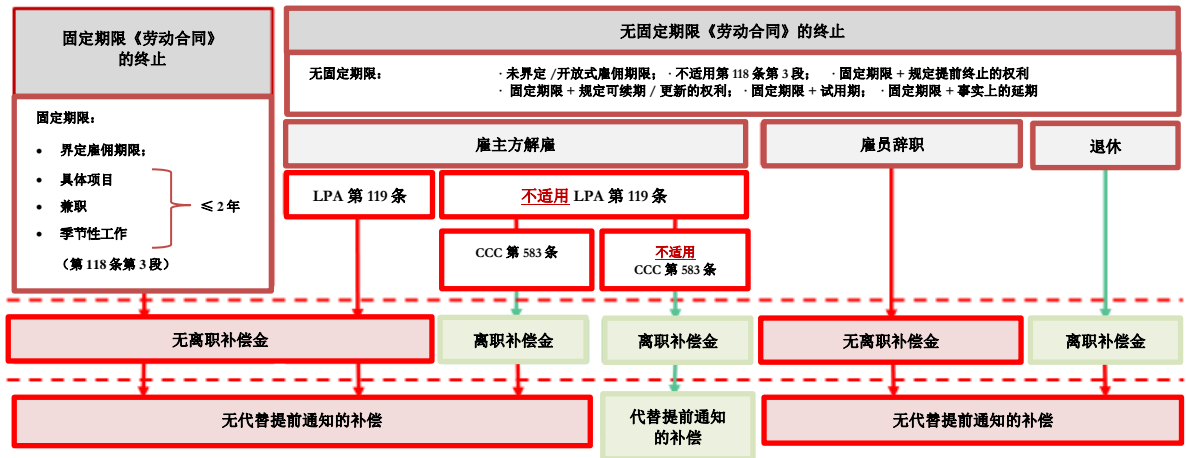 固定期限《劳动合同》
的终止
固定期限：
• 界定雇佣期限；
• 具体项目
• 兼职
• 季节性工作
≤ 2 年
（第 118 条第 3 段）
无固定期限《劳动合同》的终止
无固定期限： · 未界定 /开放式雇佣期限； · 不适用第 118 条第 3 段； · 固定期限 + 规定提前终止的权利
· 固定期限 + 规定可续期 / 更新的权利； · 固定期限 + 试用期； · 固定期限 + 事实上的延期
雇主方解雇
雇员辞职
退休
LPA 第 119 条
不适用 LPA 第 119 条
CCC 第 583 条
不适用
CCC 第 583 条
无离职补偿金
离职补偿金
离职补偿金
无离职补偿金
离职补偿金
无代替提前通知的补偿
代替提前通知
的补偿
无代替提前通知的补偿